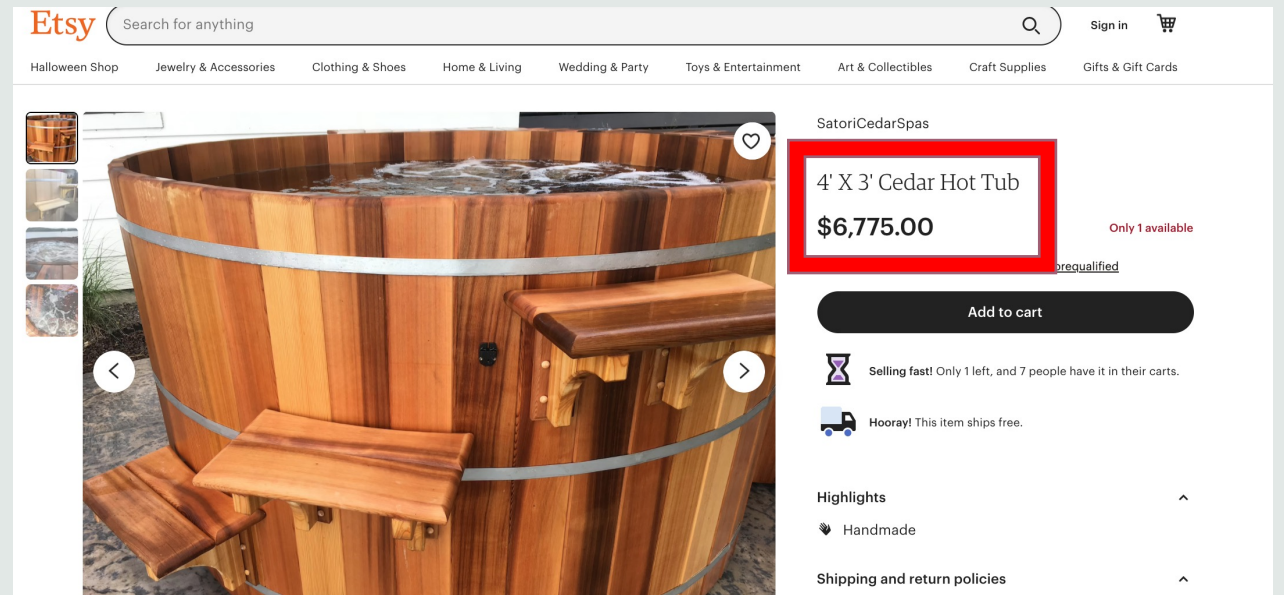 Etsy
Search for anything
Sign in
Halloween Shop Jewelry & Accessories Clothing & Shoes Home & Living Wedding & Party Toys & Entertainment Art & Collectibles Craft Supplies Gifts & Gift Cards
SatoriCedarSpas
4' X 3' Cedar Hot Tub
$6,775.00
Only 1 available
prequalified
Add to cart
Selling fast! Only 1 left, and 7 people have it in their carts.
Hooray! This item ships free.
Highlights
Handmade
Shipping and return policies